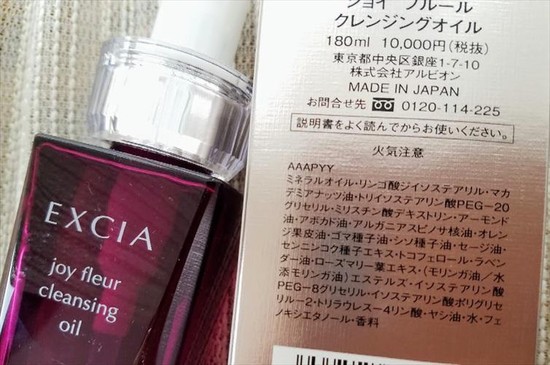 EXCIA
joy fleur
cleansing
oil
ジョイ フルール
クレンジングオイル
180ml 10,000円(税抜)
東京都中央区銀座1-7-10
株式会社アルビオン
MADE IN JAPAN
お問合せ先 0120-114-225
説明書をよく読んでからお使いください。
火気注意
AAAPYY
ミネラルオイル・リンゴ酸ジイソステアリル・マカ
デミアナッツ油・トリイソステアリン酸PEG-20
グリセリル・ミリスチン酸デキストリン・アーモンド
油・アボカド油・アルガニアスピノサ核油・オレン
ジ果皮油・ゴマ種子油・シソ種子油・セージ油・
センニンコク種子エキス・トコフェロール・ラベン
ダー油・ローズマリー葉エキス・(モリンガ油/水
添モリンガ油)エステルズ・イソステアリン酸
PEG-8グリセリル・イソステアリン酸ポリグリセ
リル-2・トリラウレス-4リン酸・ヤシ油・水・フェ
ノキシエタノール・香料